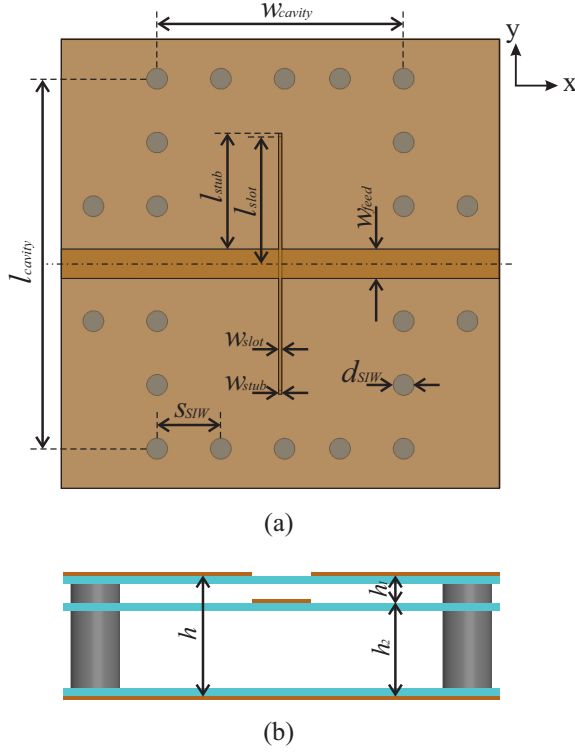 w_cavity
y
x
l_stub
l_slot
w_feed
l_cavity
w_slot
w_stub
d_SIW
s_SIW
(a)
h
h_1
h_2
(b)